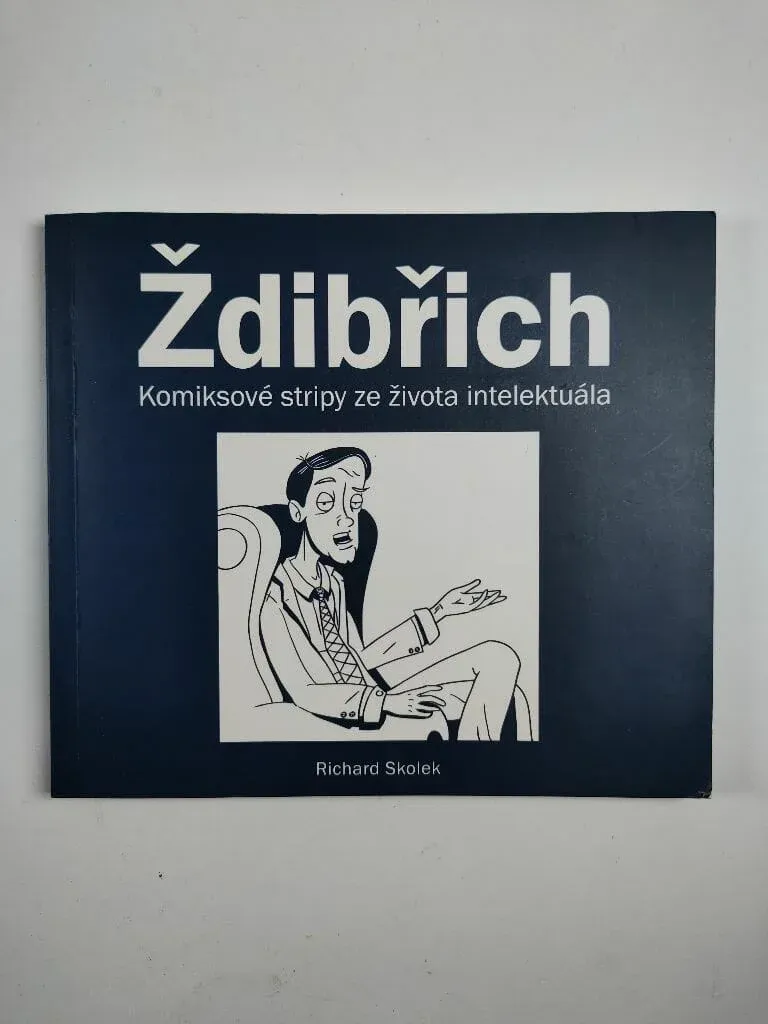 Ždibřich
Komiksové stripy ze života intelektuála
Richard Skolek